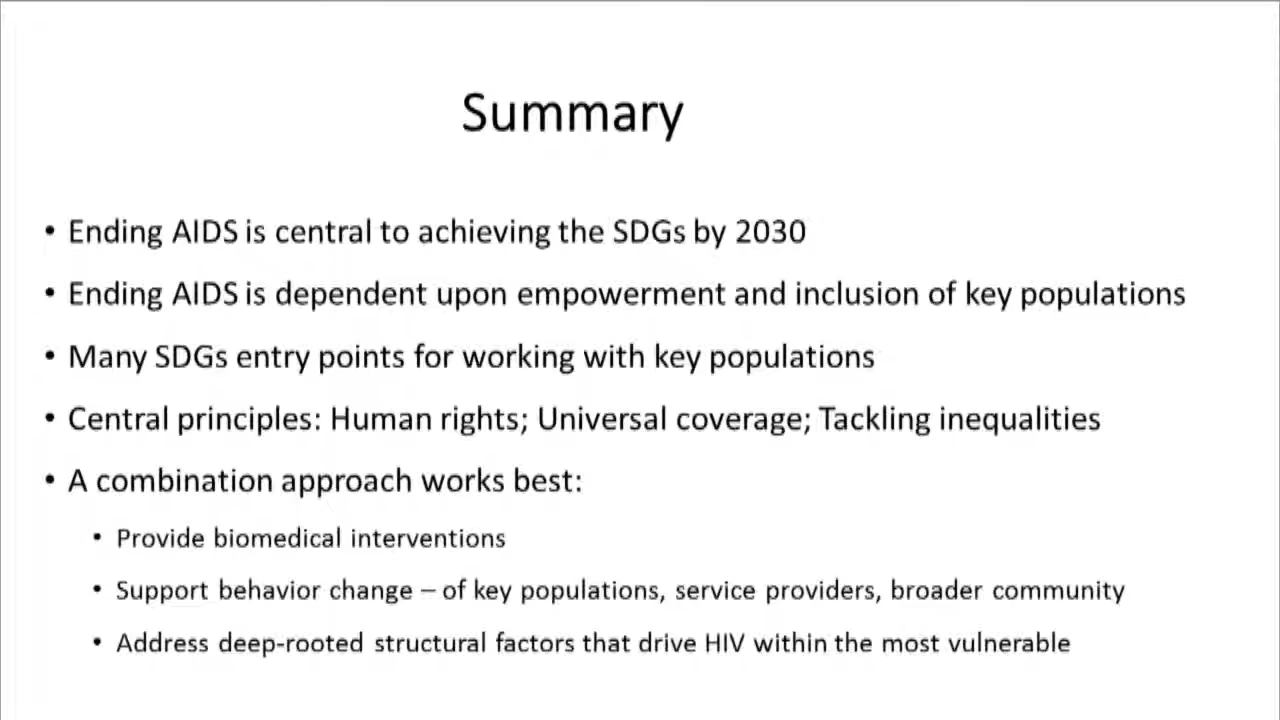 Summary
• Ending AIDS is central to achieving the SDGs by 2030
• Ending AIDS is dependent upon empowerment and inclusion of key populations
• Many SDGs entry points for working with key populations
• Central principles: Human rights; Universal coverage; Tackling inequalities
• A combination approach works best:
• Provide biomedical interventions
• Support behavior change – of key populations, service providers, broader community
• Address deep-rooted structural factors that drive HIV within the most vulnerable